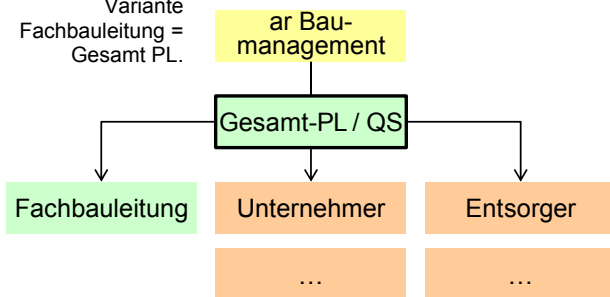 Variante
Fachbauleitung =
Gesamt PL.
ar Bau-
management
Gesamt-PL / QS
Fachbauleitung
Unternehmer
Entsorger
...
...